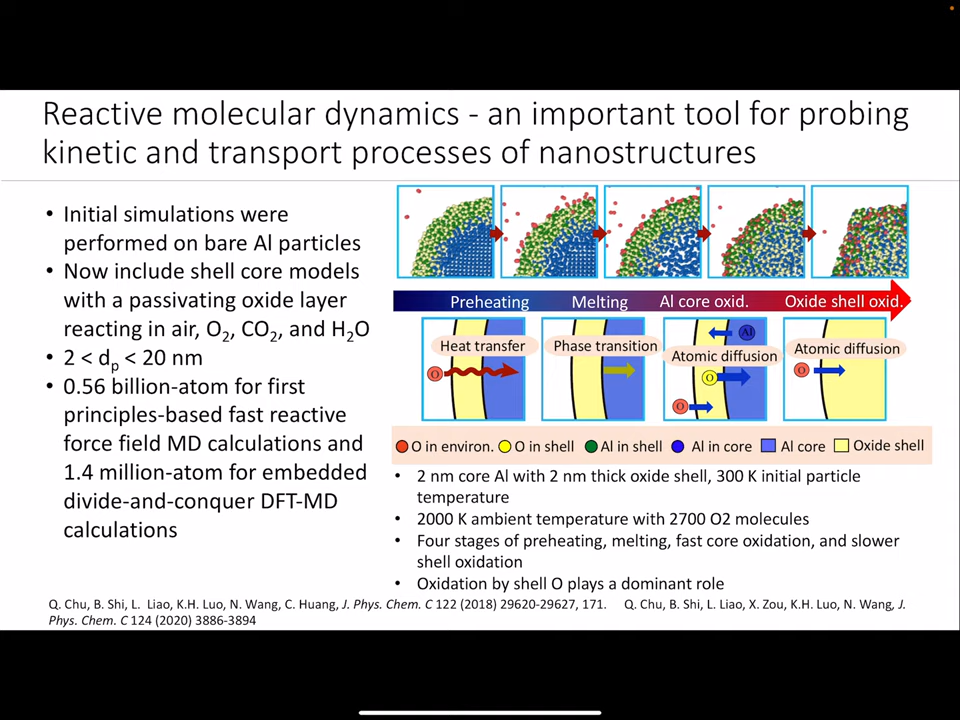 Reactive molecular dynamics - an important tool for probing
kinetic and transport processes of nanostructures
• Initial simulations were
performed on bare Al particles
• Now include shell core models
with a passivating oxide layer
reacting in air, O2, CO2, and H2O
• 2 < dp < 20 nm
• 0.56 billion-atom for first
principles-based fast reactive
force field MD calculations and
1.4 million-atom for embedded
divide-and-conquer DFT-MD
calculations
Preheating Melting Al core oxid. Oxide shell oxid.
Heat transfer Phase transition Atomic diffusion Atomic diffusion
O Al O O O
O in environ. O in shell Al in shell Al in core Al core Oxide shell
• 2 nm core Al with 2 nm thick oxide shell, 300 K initial particle
temperature
• 2000 K ambient temperature with 2700 O2 molecules
• Four stages of preheating, melting, fast core oxidation, and slower
shell oxidation
• Oxidation by shell O plays a dominant role
Q. Chu, B. Shi, L. Liao, K.H. Luo, N. Wang, C. Huang, J. Phys. Chem. C 122 (2018) 29620-29627, 171. Q. Chu, B. Shi, L. Liao, X. Zou, K.H. Luo, N. Wang, J.
Phys. Chem. C 124 (2020) 3886-3894